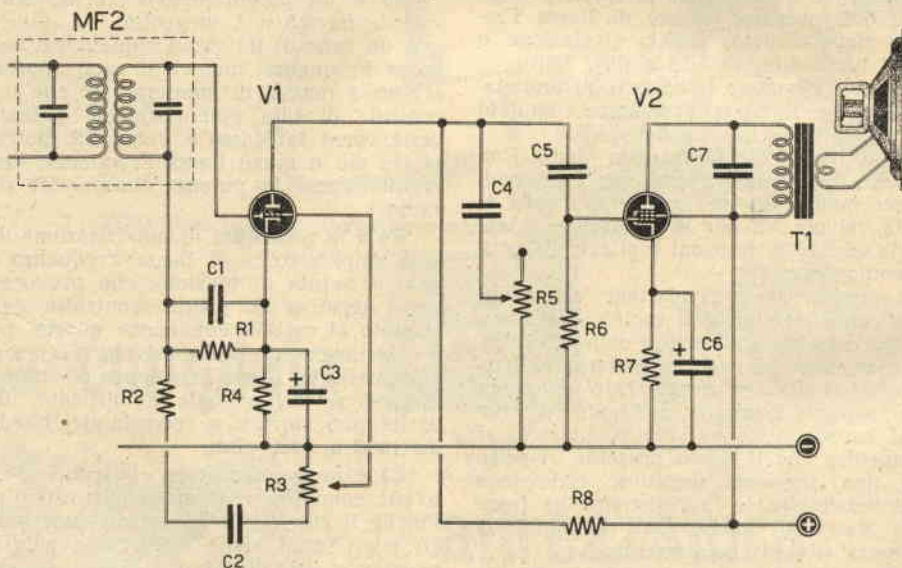 MF2
V1
V2
C5
C7
C4
T1
C1
R5
R1
R6
C6
C3
R7
R2
R4
R3
R8
C2
+
+
−
+